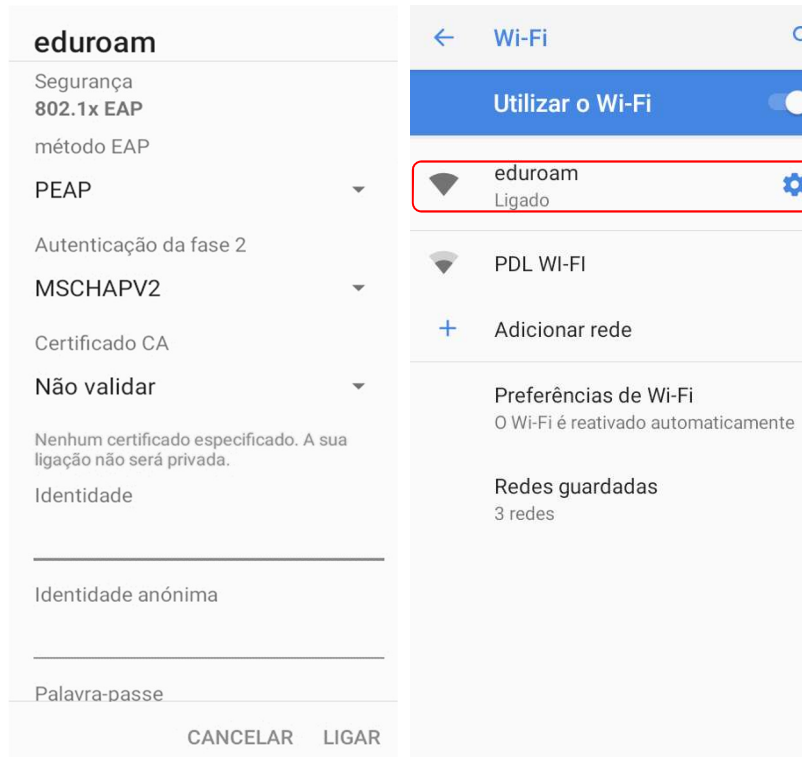 eduroam
Segurança
802.1x EAP
método EAP
PEAP
Autenticação da fase 2
MSCHAPV2
Certificado CA
Não validar
Nenhum certificado especificado. A sua
ligação não será privada.
Identidade
Identidade anónima
Palavra-passe
CANCELAR LIGAR
Wi-Fi
Utilizar o Wi-Fi
eduroam
Ligado
PDL WI-FI
Adicionar rede
Preferências de Wi-Fi
O Wi-Fi é reativado automaticamente
Redes guardadas
3 redes